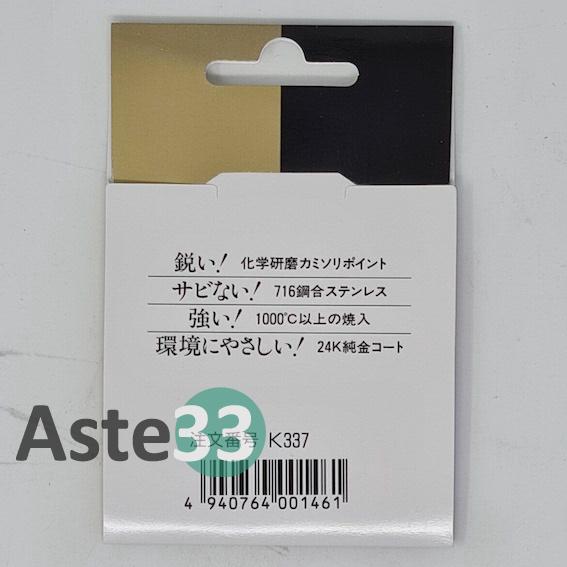 鋭い! 化学研磨カミソリポイント
サビない! 716鋼合ステンレス
強い! 1000℃以上の焼入
環境にやさしい! 24K純金コート
Aste33
注文番号 K337
4 940764 001461